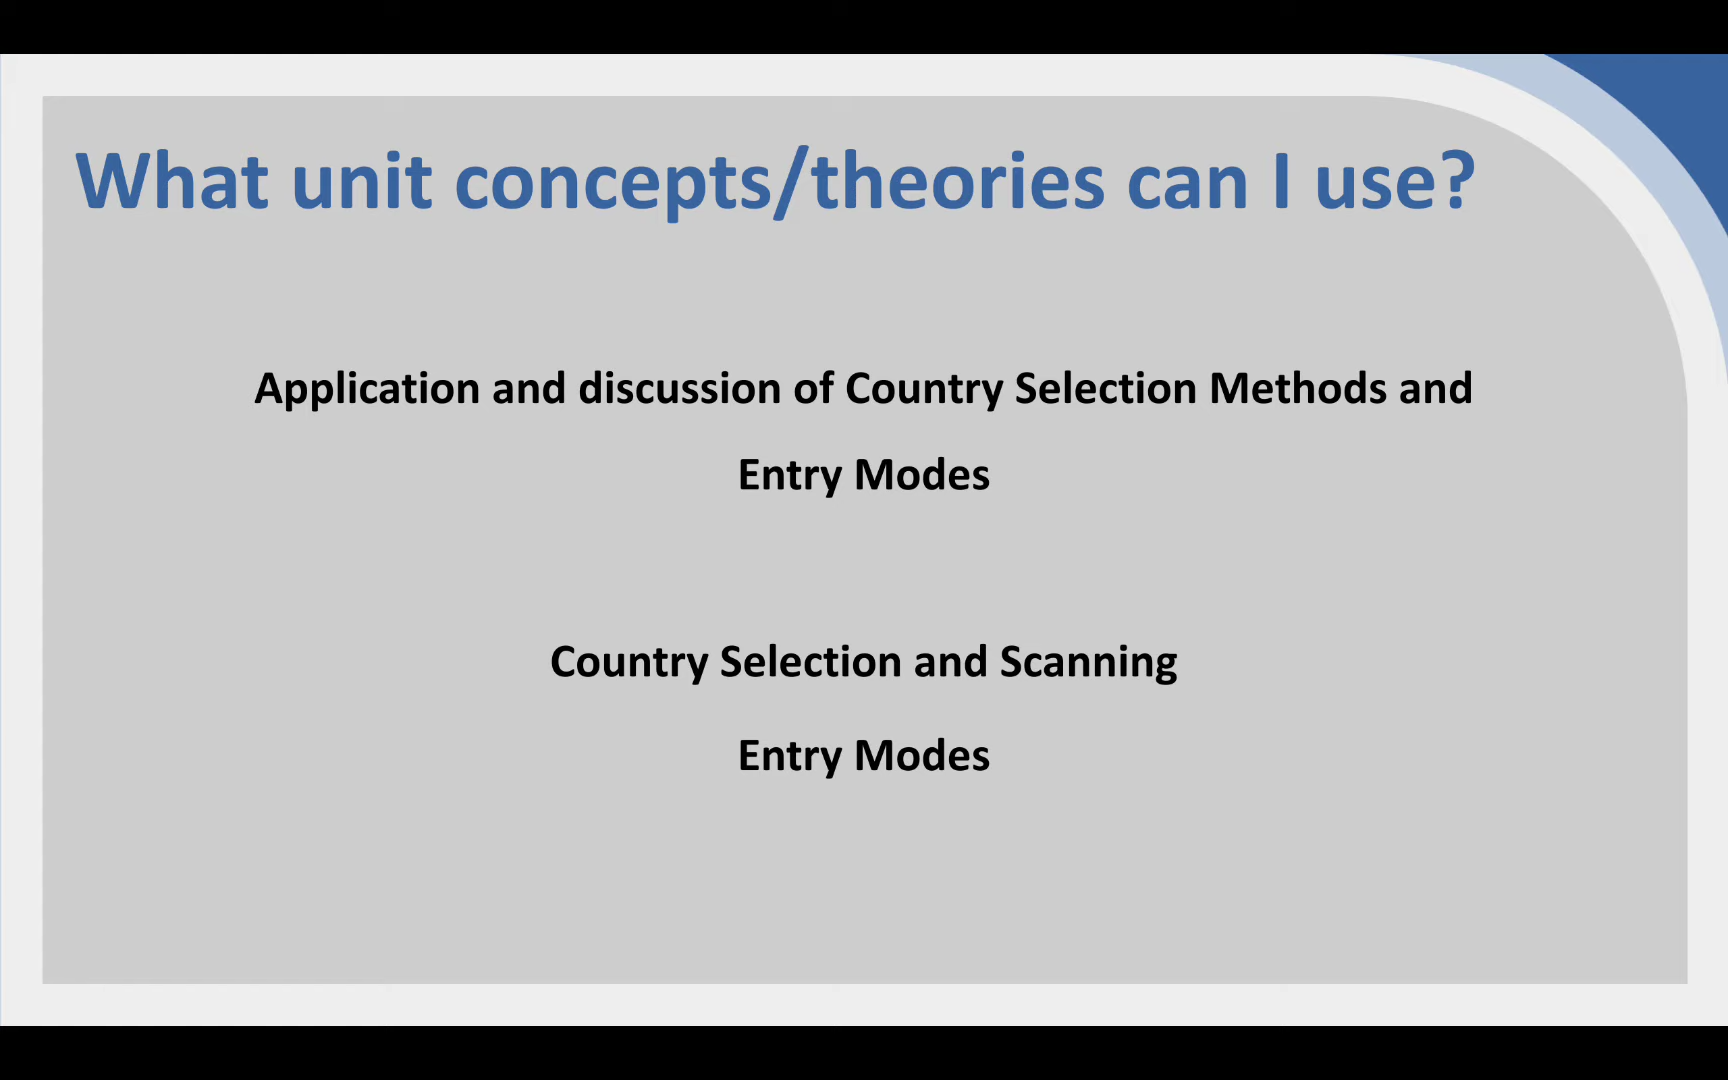 What unit concepts/theories can I use?
Application and discussion of Country Selection Methods and
Entry Modes
Country Selection and Scanning
Entry Modes